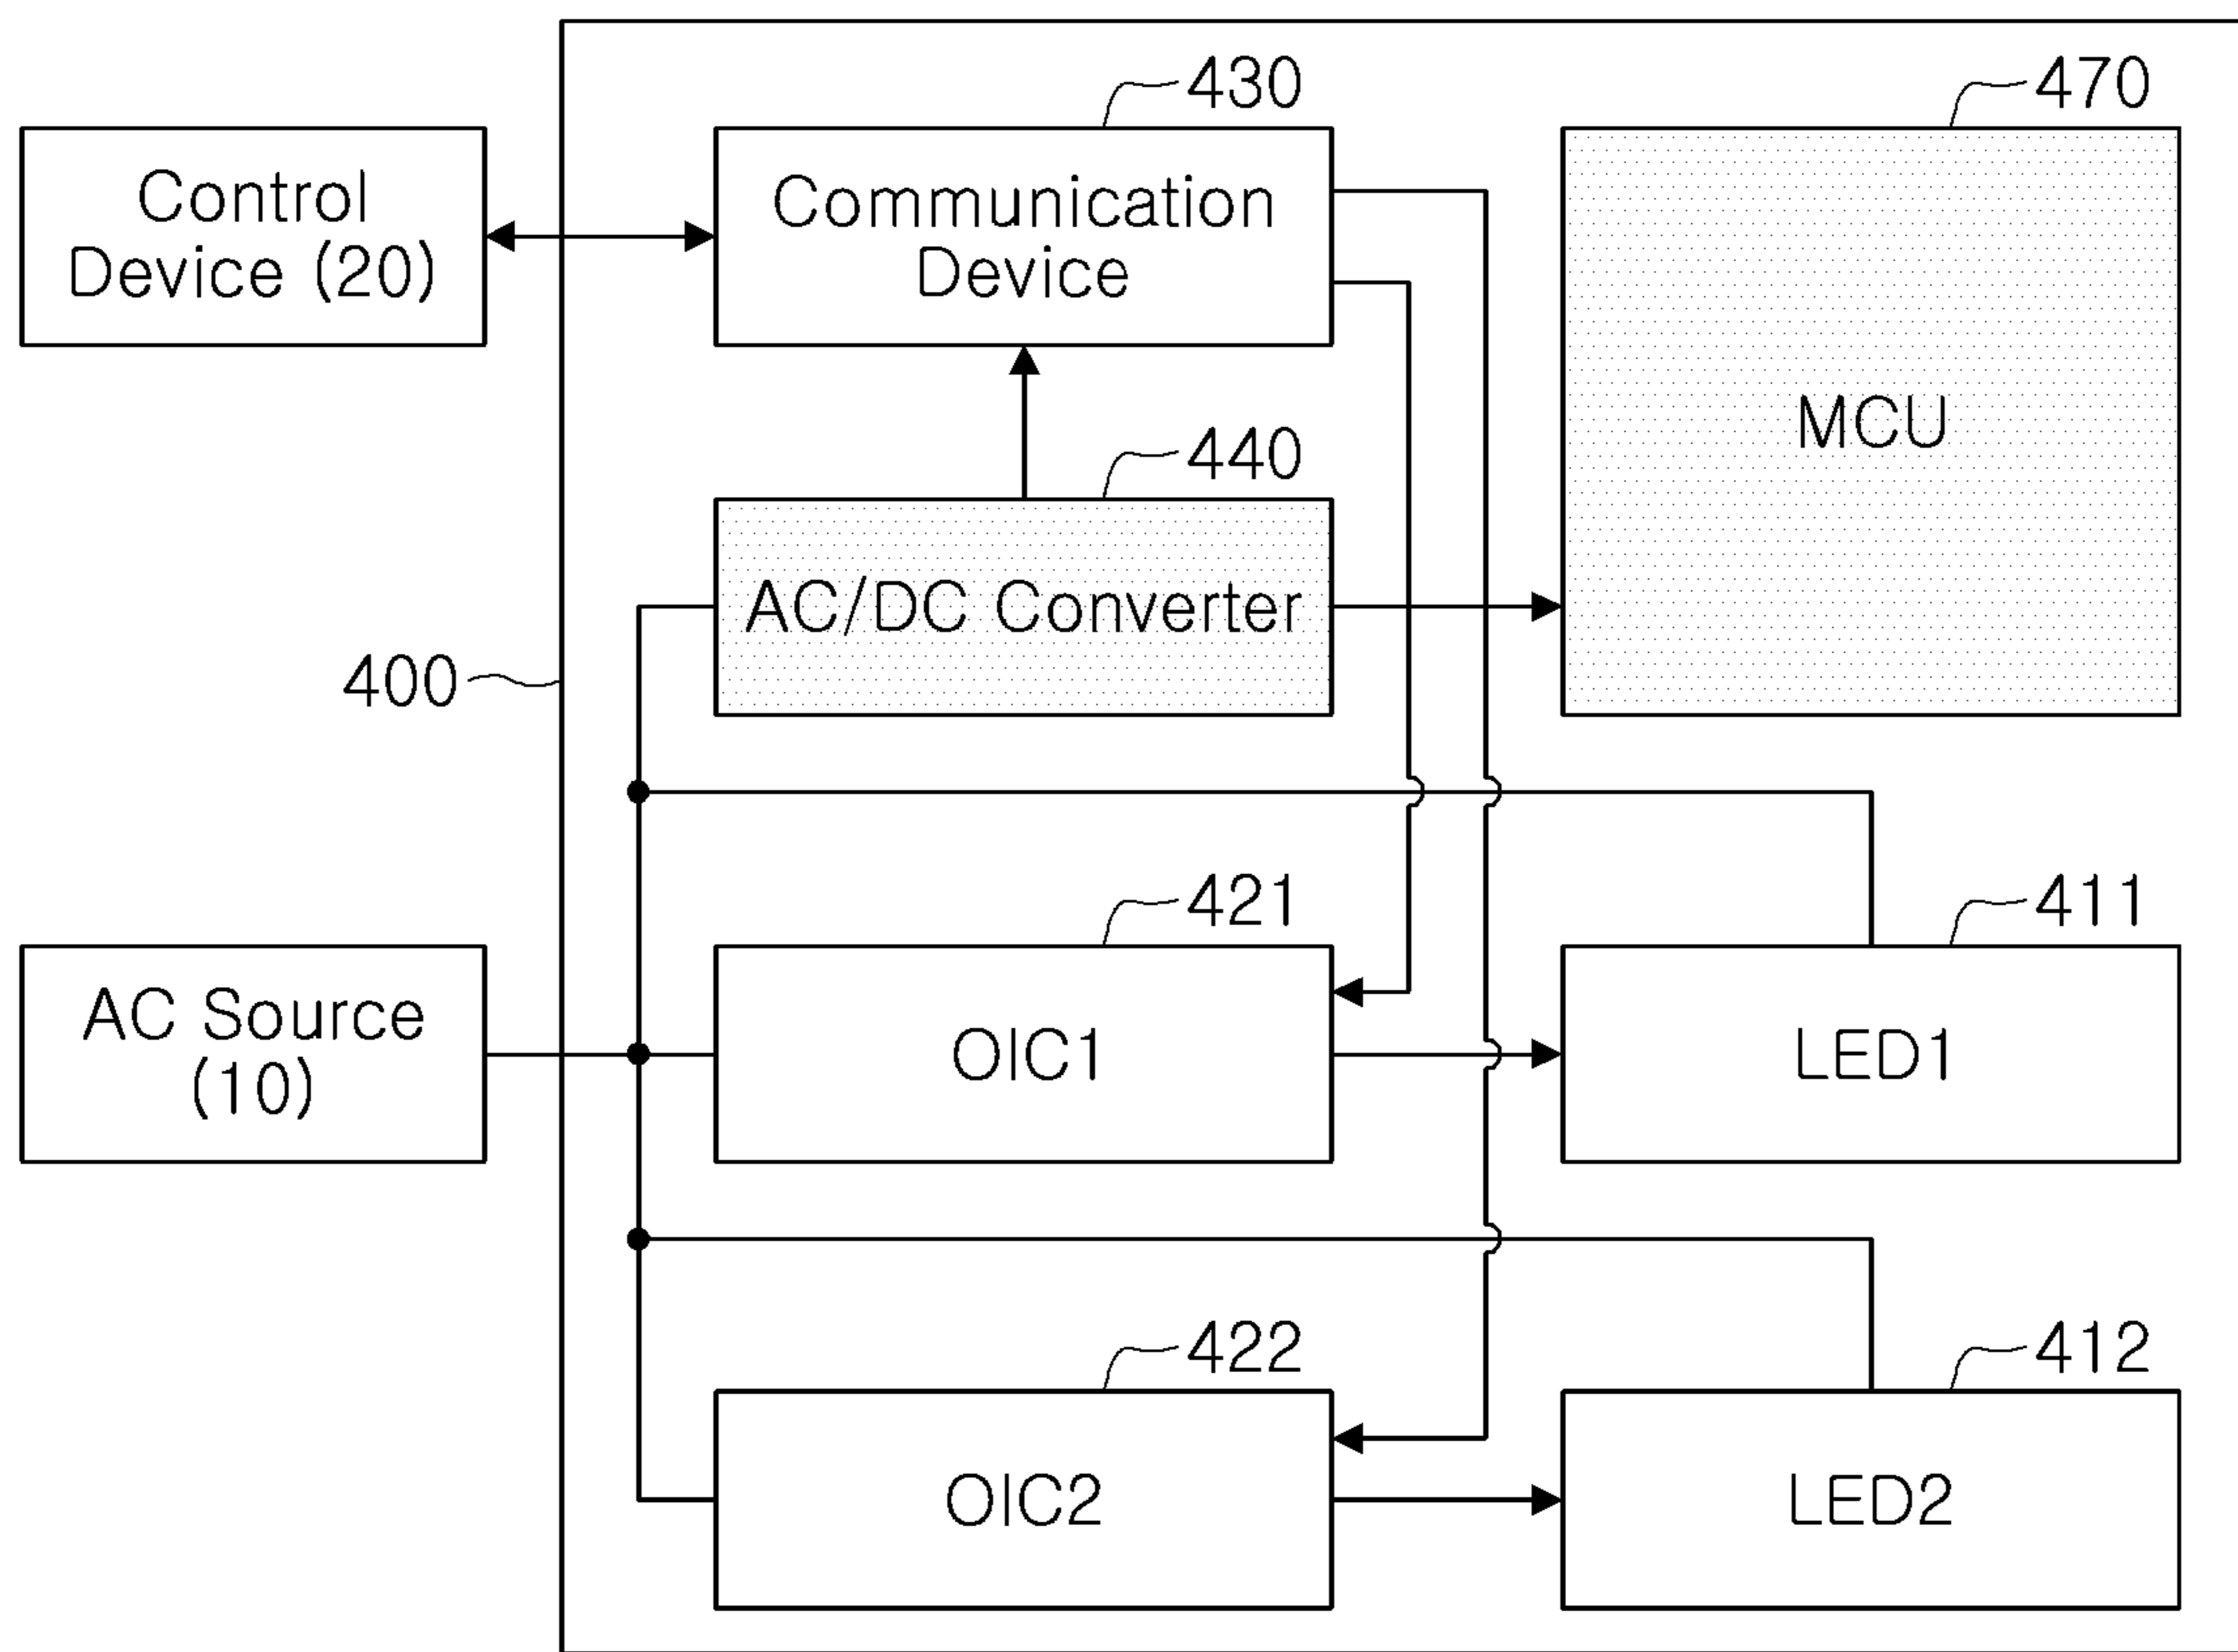 430
470
Control
Device (20)
Communication
Device
MCU
440
AC/DC Converter
400
421
411
AC Source
(10)
OIC1
LED1
422
412
OIC2
LED2